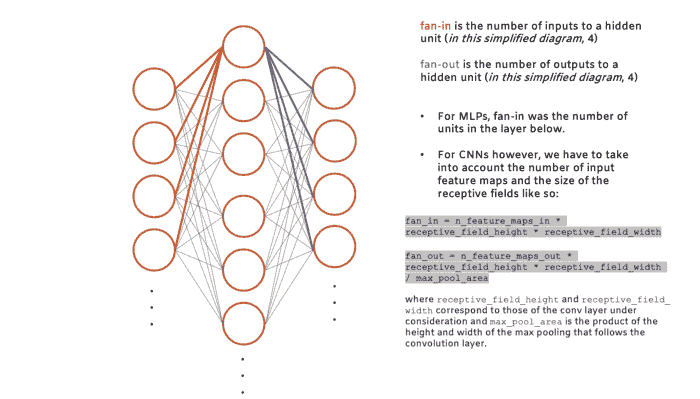 fan-in is the number of inputs to a hidden
unit (in this simplified diagram, 4)
fan-out is the number of outputs to a
hidden unit (in this simplified diagram, 4)
• For MLPs, fan-in was the number of
units in the layer below.
• For CNNs however, we have to take
into account the number of input
feature maps and the size of the
receptive fields like so:
fan_in = n_feature_maps_in *
receptive_field_height * receptive_field_width
fan_out = n_feature_maps_out *
receptive_field_height * receptive_field_width
/ max_pool_area
where receptive_field_height and receptive_field_
width correspond to those of the conv layer under
consideration and max_pool_area is the product of the
height and width of the max pooling that follows the
convolution layer.